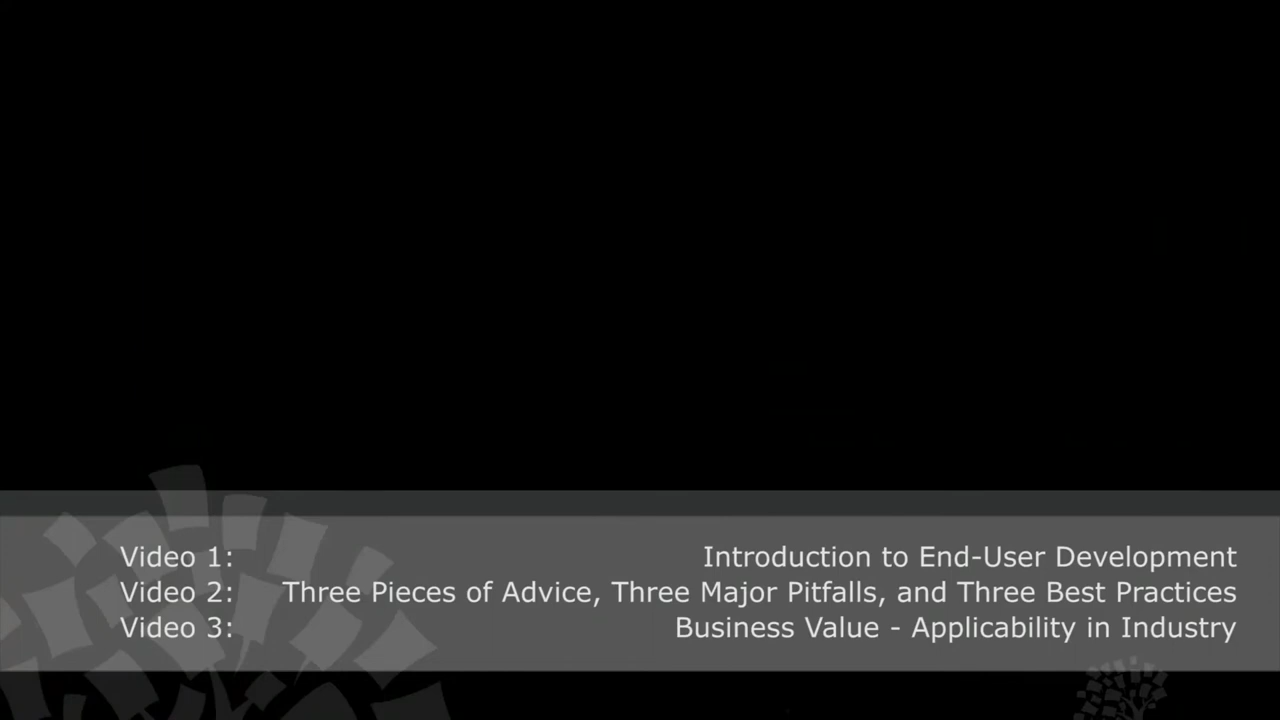 Video 1: Introduction to End-User Development
Video 2: Three Pieces of Advice, Three Major Pitfalls, and Three Best Practices
Video 3: Business Value - Applicability in Industry